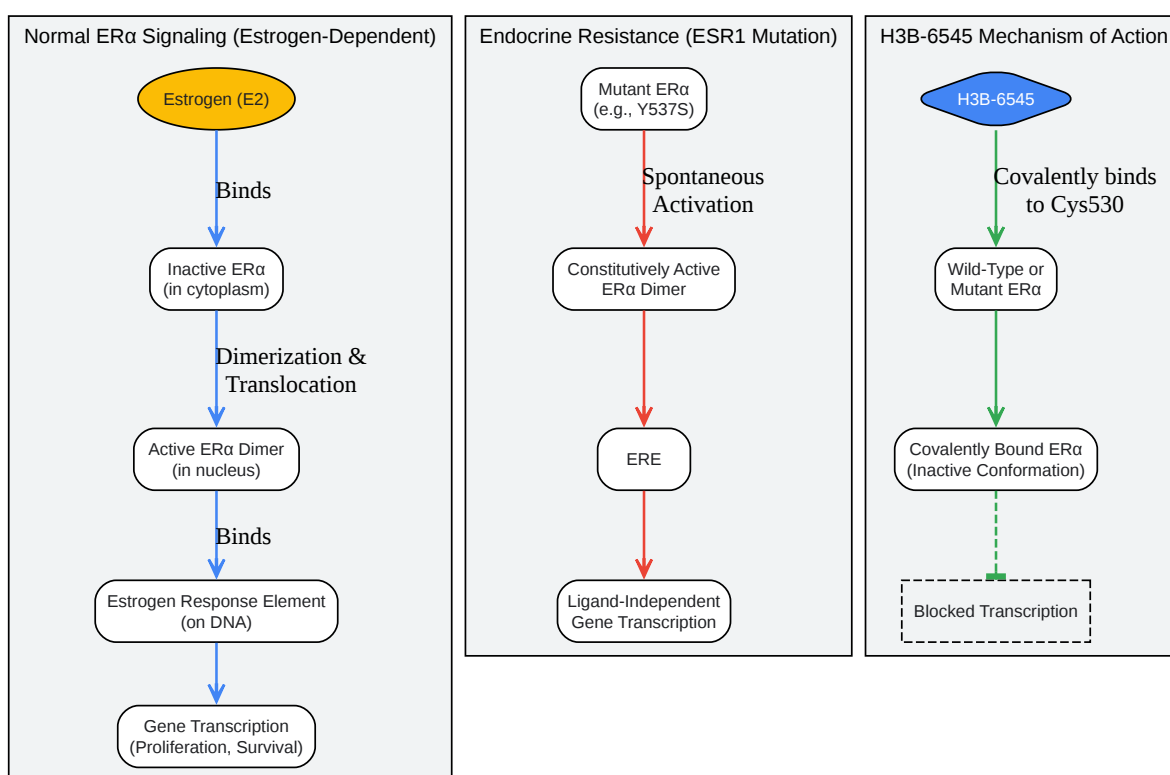 Normal ERα Signaling (Estrogen-Dependent)
Estrogen (E2)
Binds
Inactive ERα
(in cytoplasm)
Dimerization &
Translocation
Active ERα Dimer
(in nucleus)
Binds
Estrogen Response Element
(on DNA)
Gene Transcription
(Proliferation, Survival)
Endocrine Resistance (ESR1 Mutation)
Mutant ERα
(e.g., Y537S)
Spontaneous
Activation
Constitutively Active
ERα Dimer
ERE
Ligand-Independent
Gene Transcription
H3B-6545 Mechanism of Action
H3B-6545
Covalently binds
to Cys530
Wild-Type or
Mutant ERα
Covalently Bound ERα
(Inactive Conformation)
Blocked Transcription